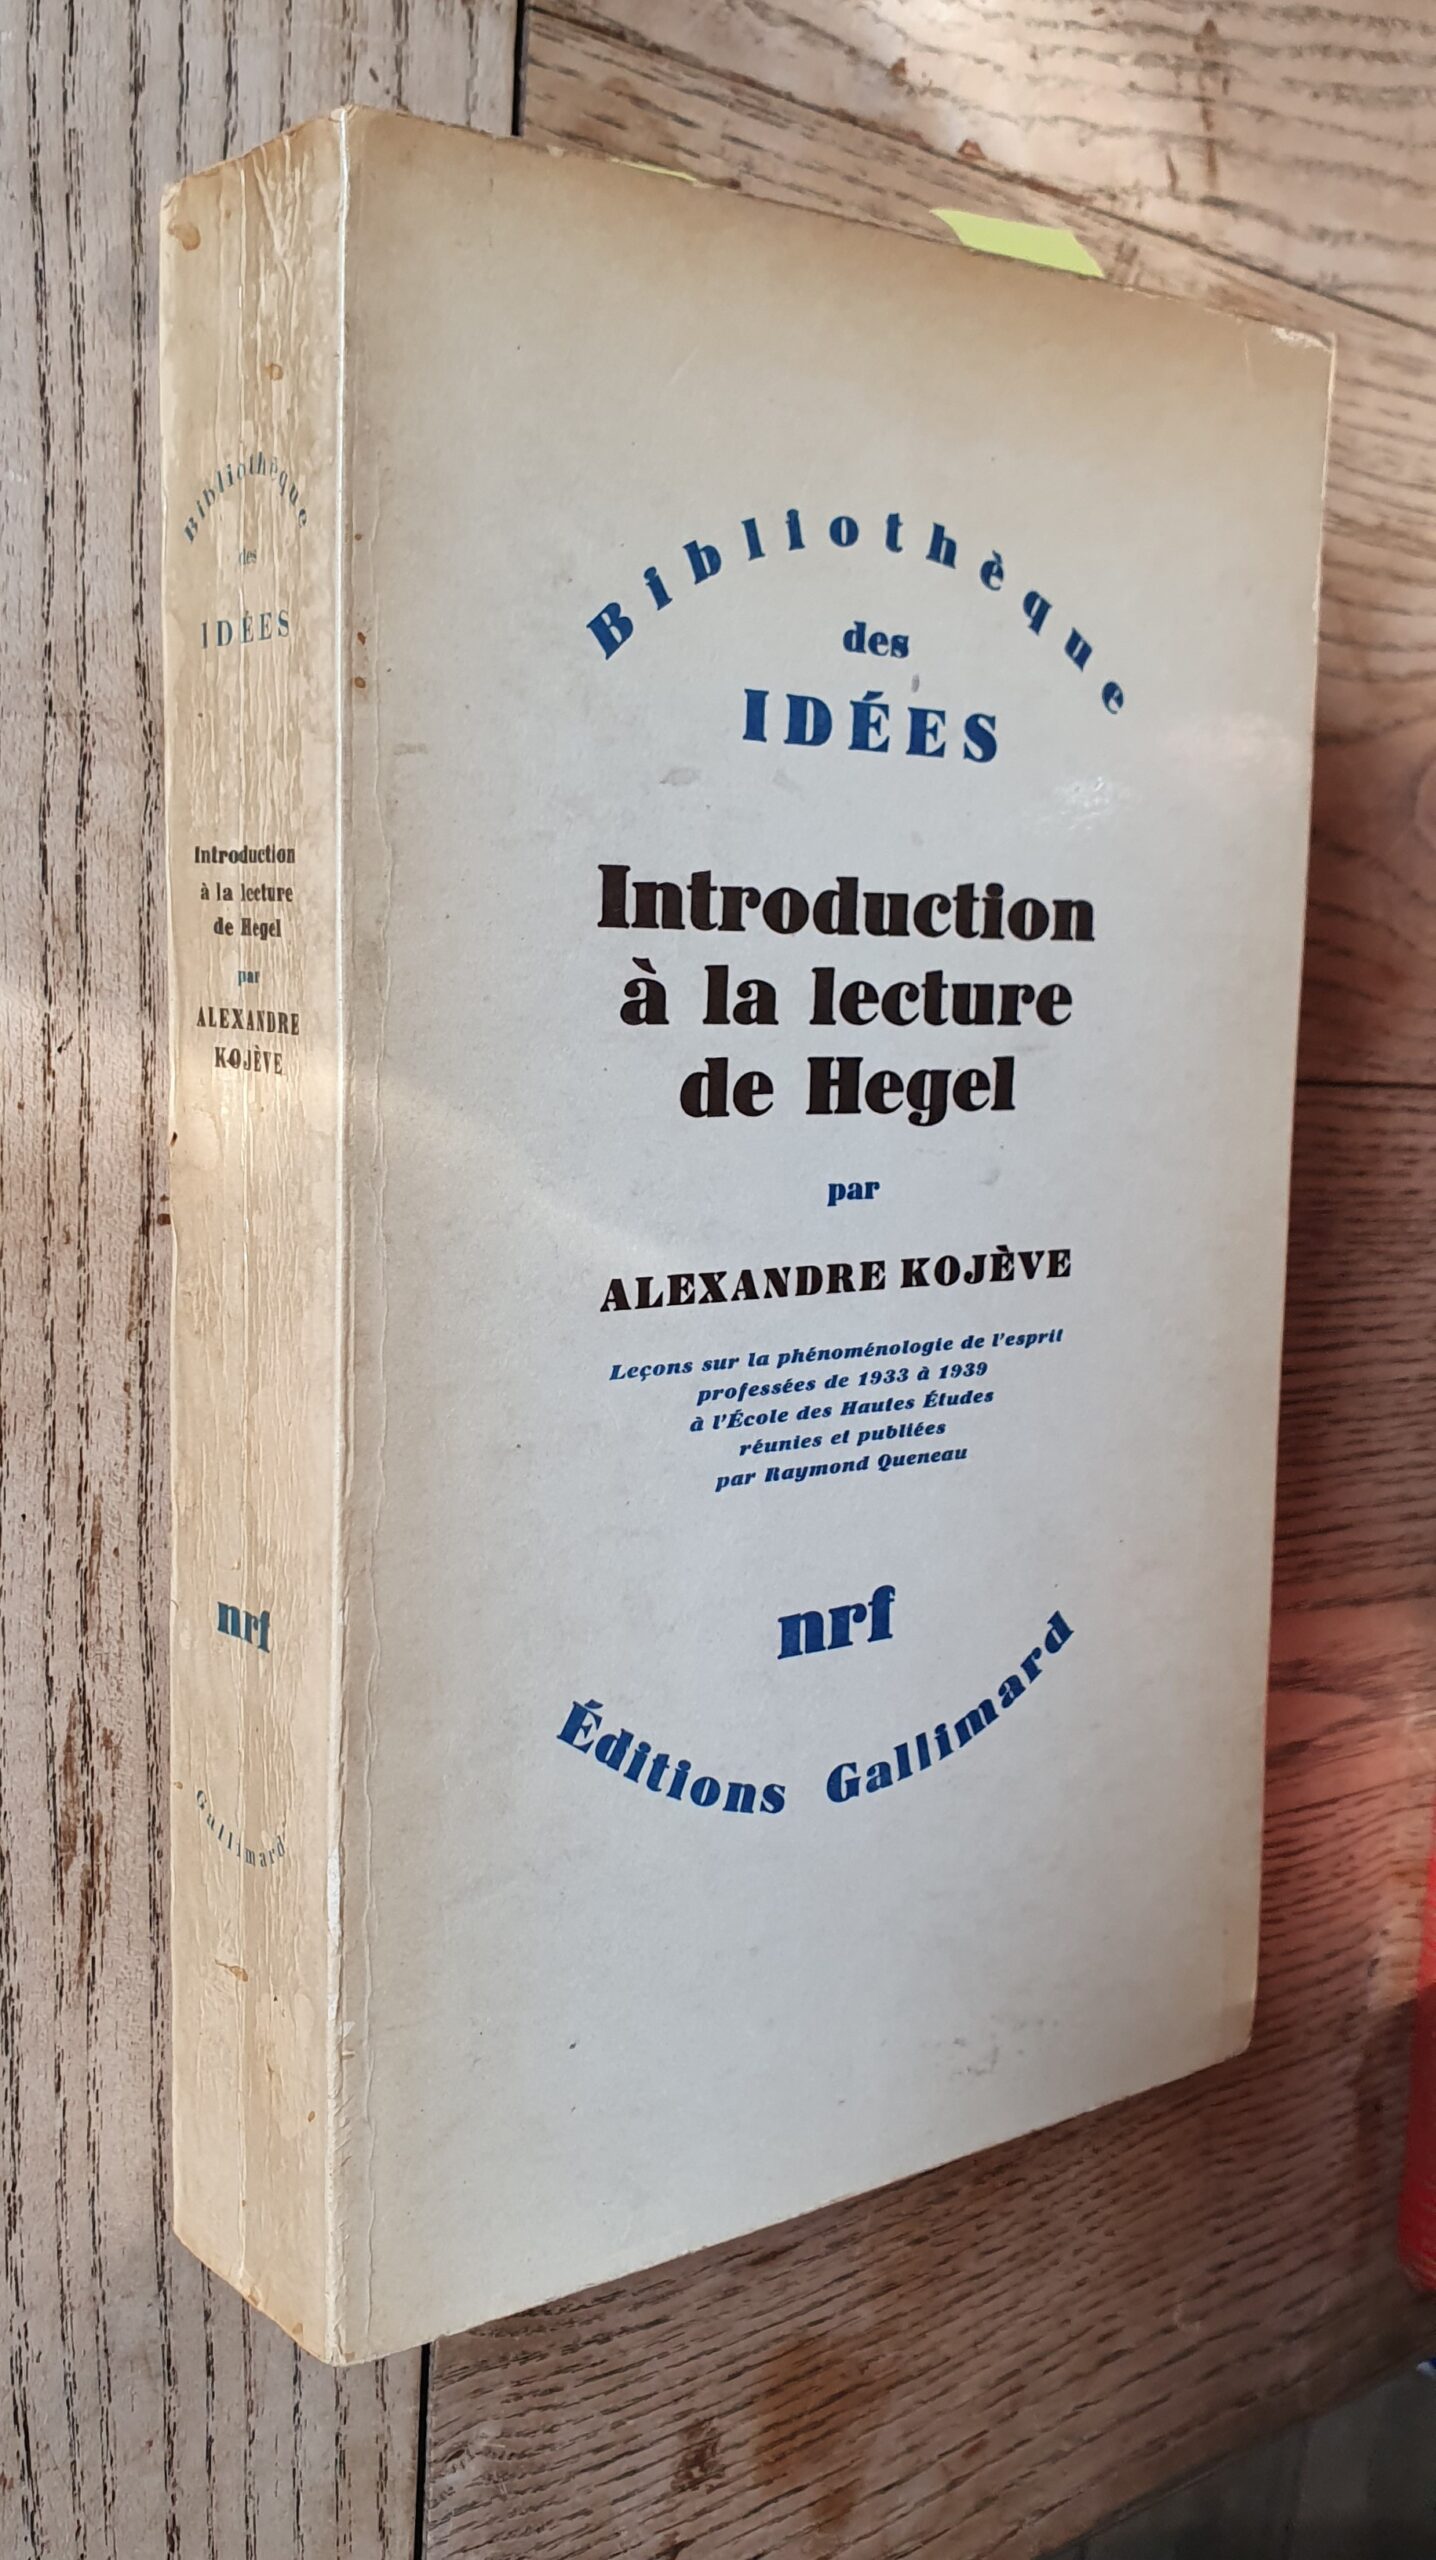 Bibliothèque
des
IDÉES
Introduction
à la lecture
de Hegel
par
ALEXANDRE
KOJÈVE
nrf
Gallimard
Bibliothèque
des
IDÉES
Introduction
à la lecture
de Hegel
par
ALEXANDRE KOJÈVE
Leçons sur la phénoménologie de l'esprit
professées de 1933 à 1939
à l'École des Hautes Études
réunies et publiées
par Raymond Queneau
nrf
Éditions Gallimard